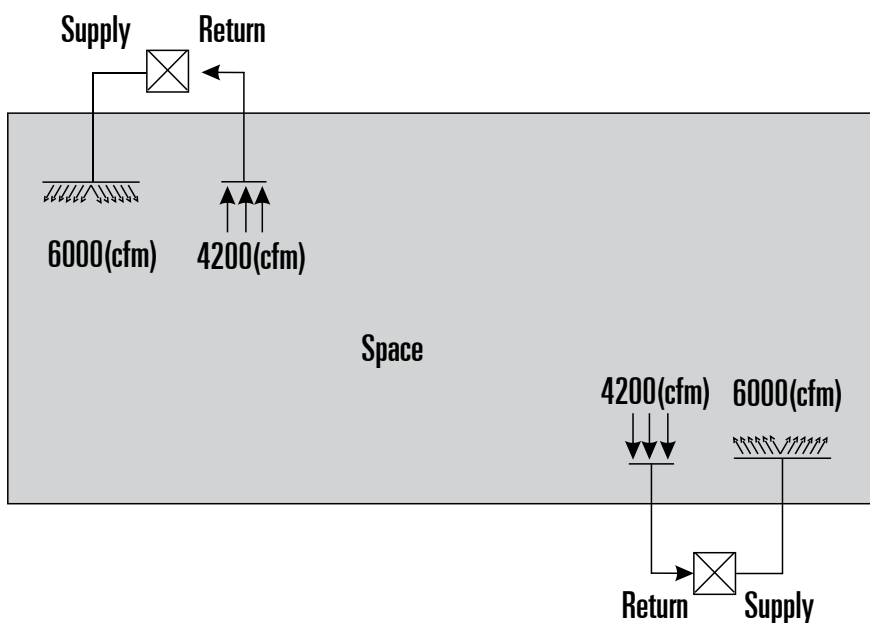 Supply Return
6000(cfm) 4200(cfm)
Space
4200(cfm) 6000(cfm)
Return Supply